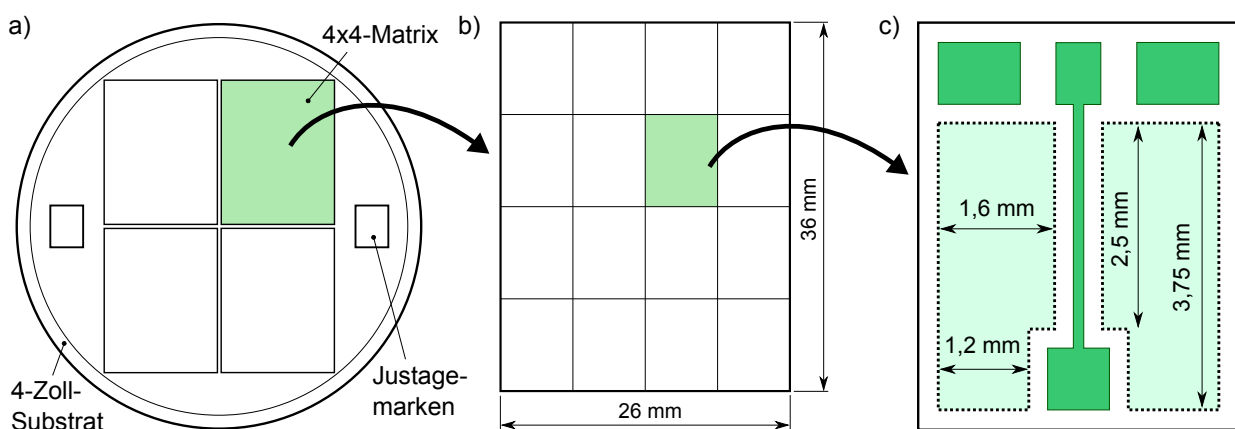 a)
4x4-Matrix
4-Zoll-
Substrat
Justage-
marken
b)
36 mm
26 mm
c)
1,6 mm
2,5 mm
3,75 mm
1,2 mm